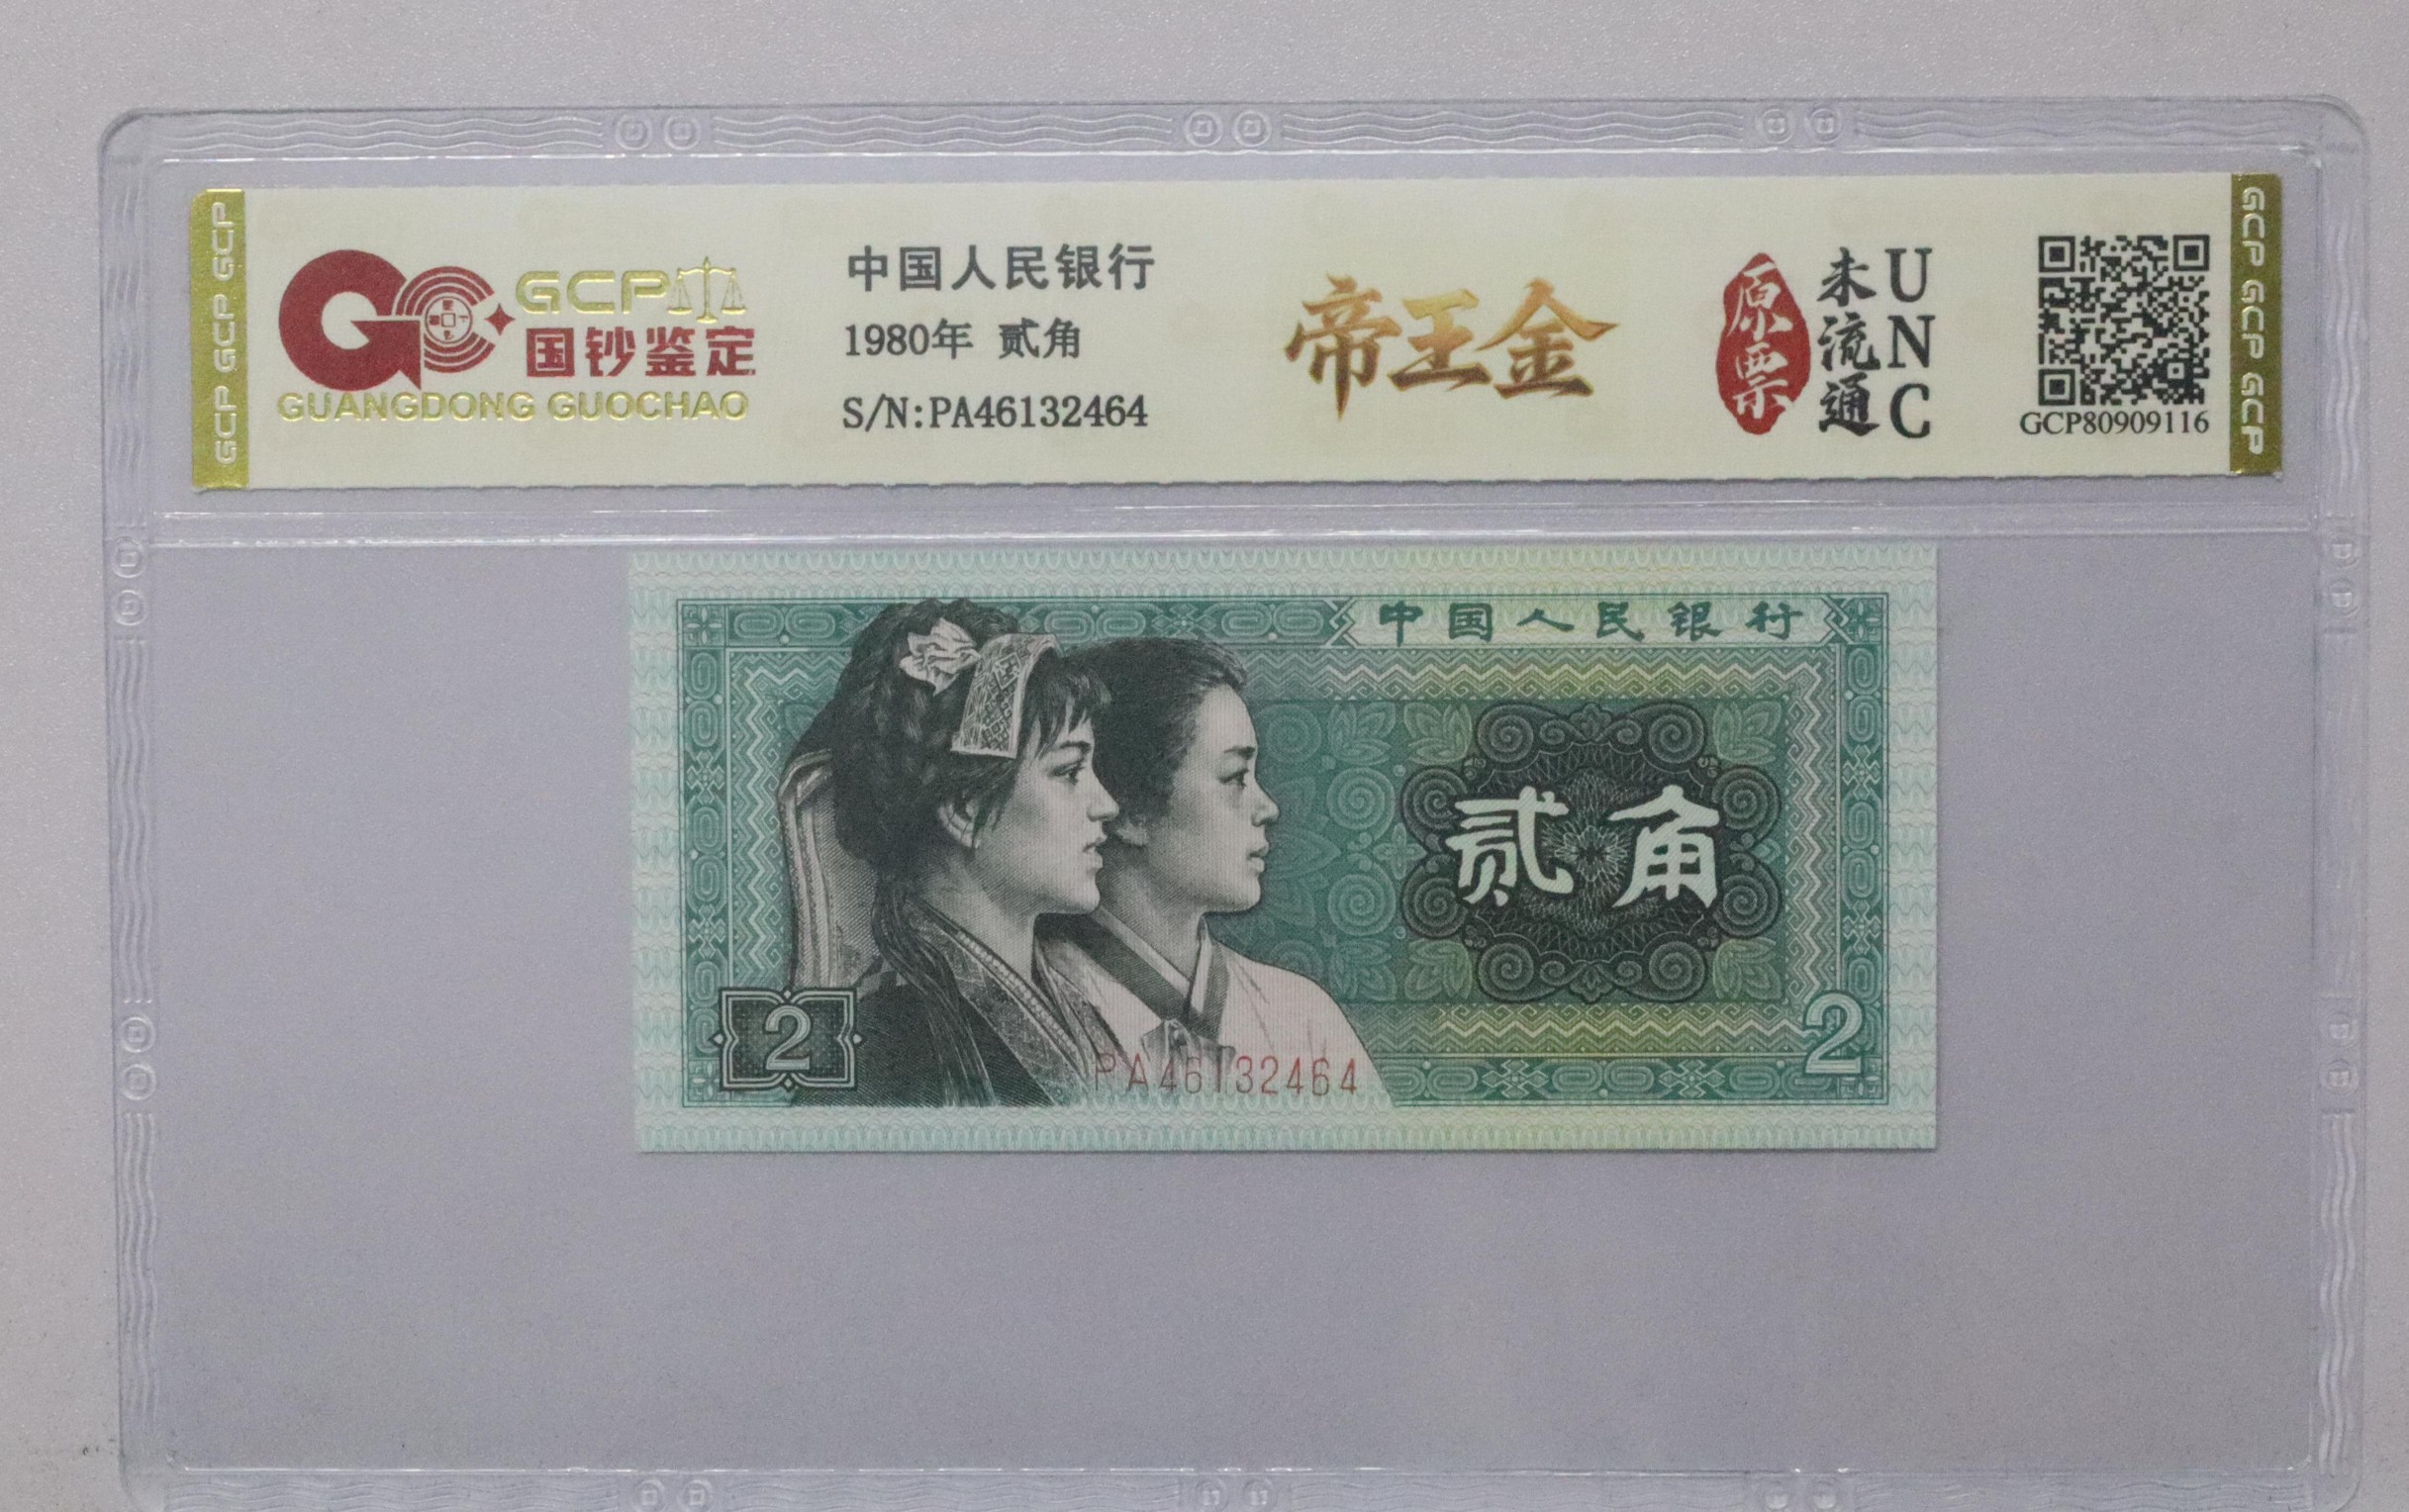 GCP GCP GCP
GCP
国钞鉴定
GUANGDONG GUOCHAO
中国人民银行
1980年 贰角
S/N:PA46132464
帝王金
原票
未流通
UNC
GCP80909116
GCP GCP GCP
中国人民银行
贰角
2
PA46132464
2